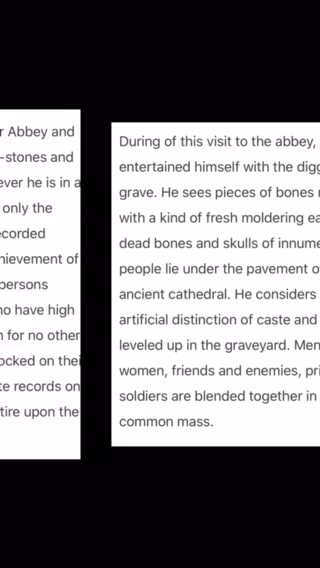 r Abbey and
-stones and
ever he is in a
only the
ecorded
hievement of
persons
ho have high
n for no other
ocked on thei
te records on
tire upon the
During of this visit to the abbey,
entertained himself with the digg
grave. He sees pieces of bones
with a kind of fresh moldering ea
dead bones and skulls of innume
people lie under the pavement o
ancient cathedral. He considers
artificial distinction of caste and
leveled up in the graveyard. Men
women, friends and enemies, pri
soldiers are blended together in
common mass.